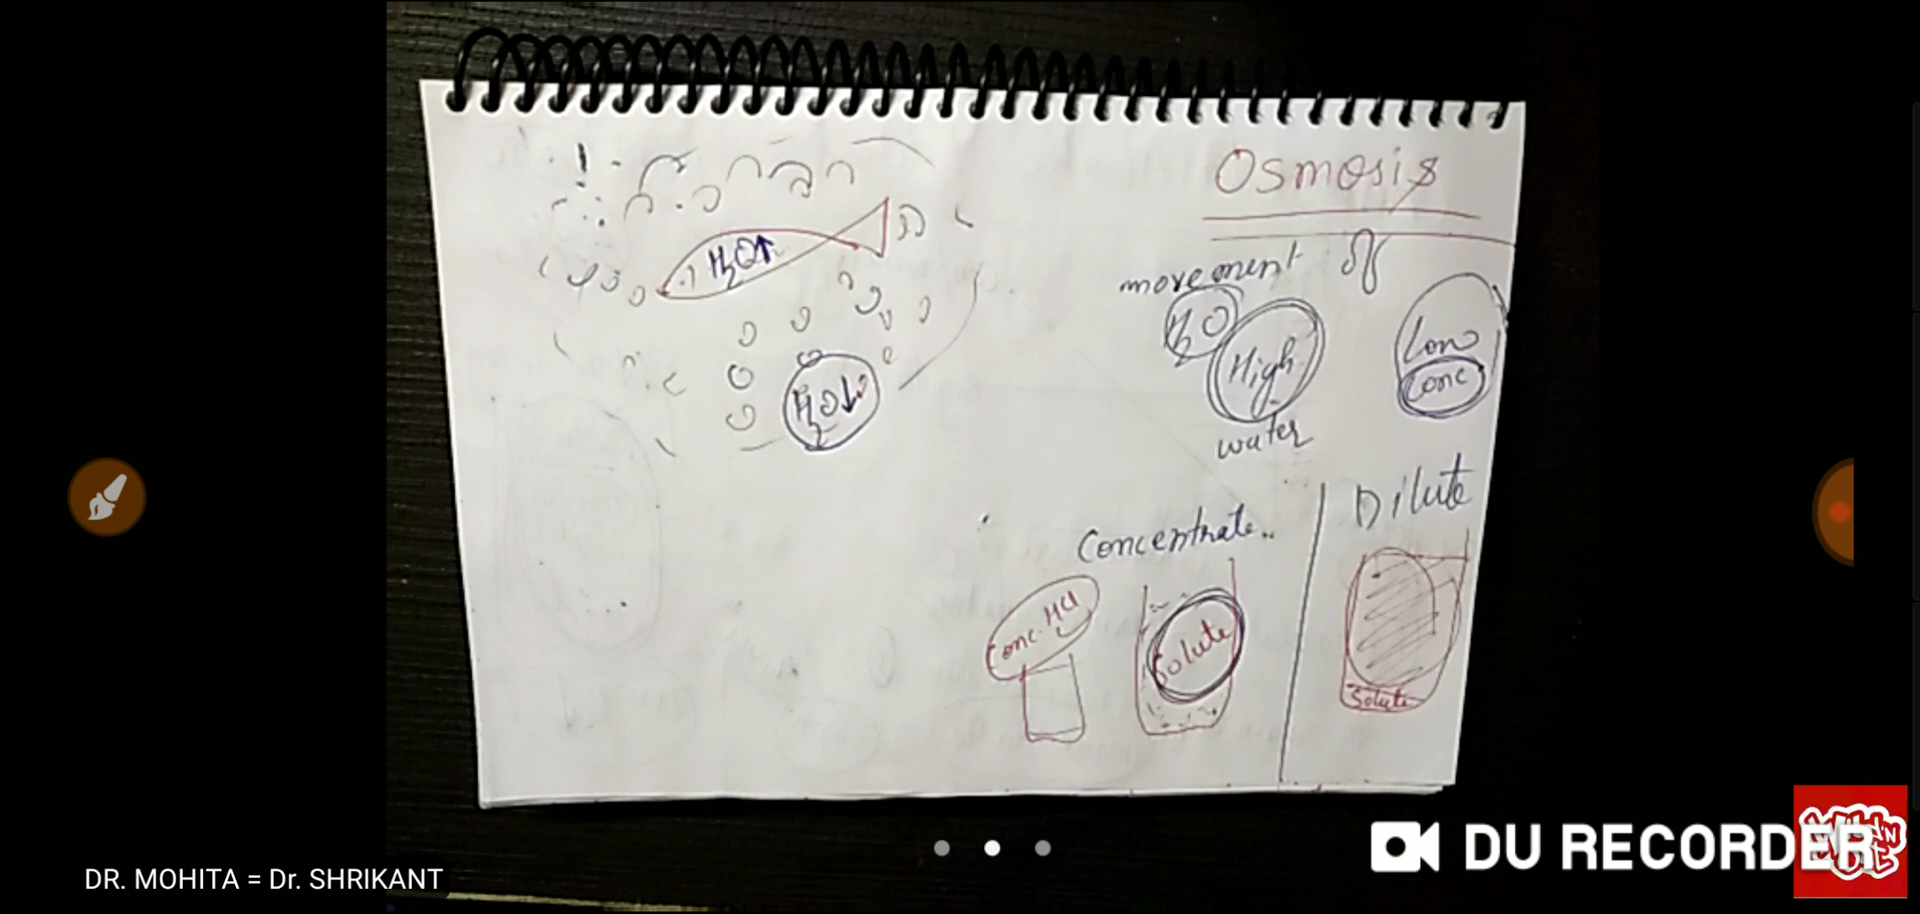 Osmosis
movement of
H2O High Low
conc
water
H2O↑
H2O↓
Concentrate.. Dilute
Conc. HCl
Solute
Solute
DR. MOHITA = Dr. SHRIKANT
DU RECORDER